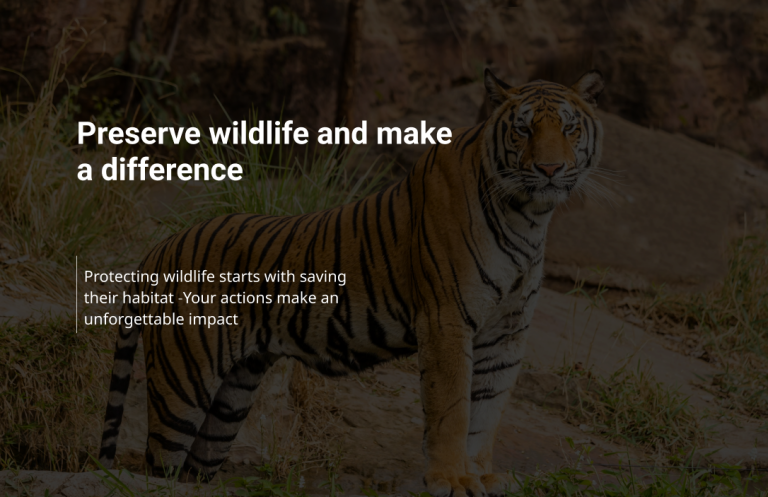 Preserve wildlife and make
a difference
Protecting wildlife starts with saving
their habitat -Your actions make an
unforgettable impact